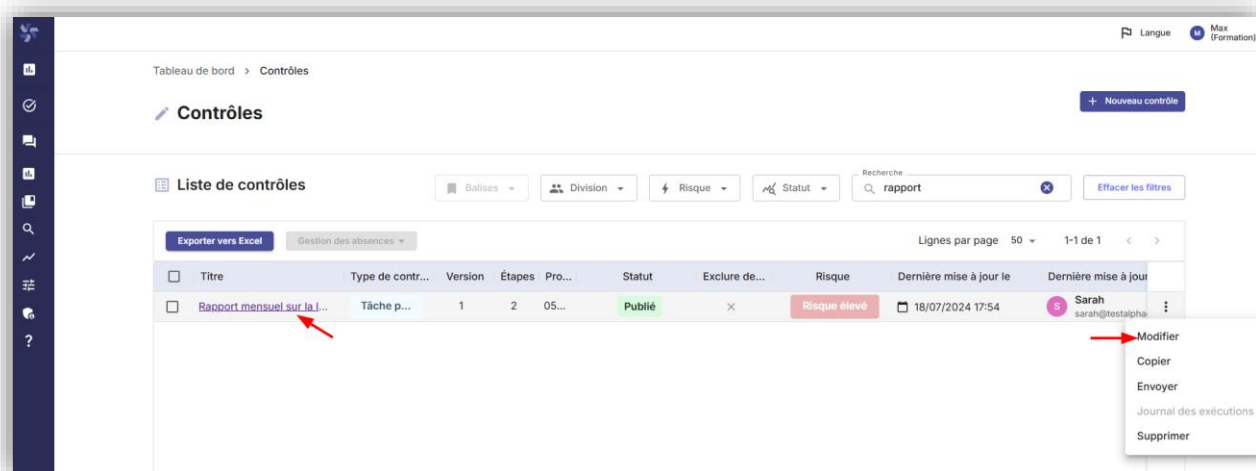 Langue
M
Max
(Formation)
Tableau de bord > Contrôles
Contrôles
+ Nouveau contrôle
Liste de contrôles
Balises
Division
Risque
Statut
Recherche
rapport
Effacer les filtres
Exporter vers Excel
Gestion des absences
Lignes par page 50
1-1 de 1
Titre Type de contr... Version Étapes Pro... Statut Exclure de... Risque Dernière mise à jour le Dernière mise à jour
Rapport mensuel sur la l... Tâche p... 1 2 05... Publié Risque élevé 18/07/2024 17:54 S Sarah
sarah@testalpha
Modifier
Copier
Envoyer
Journal des exécutions
Supprimer
?